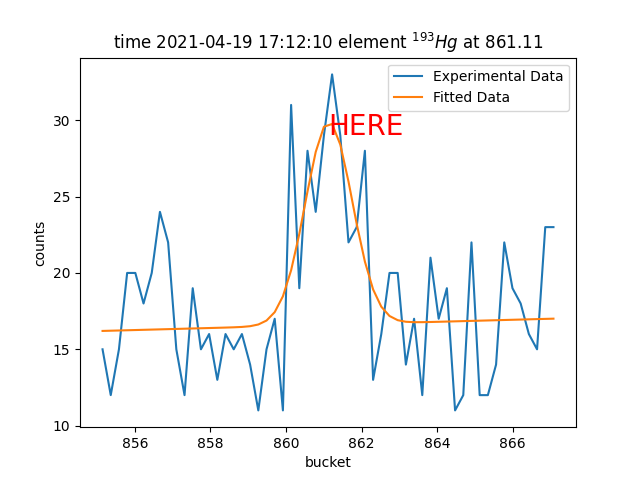 time 2021-04-19 17:12:10 element ¹⁹³Hg at 861.11
Experimental Data
Fitted Data
HERE
counts
30
25
20
15
10
856 858 860 862 864 866
bucket